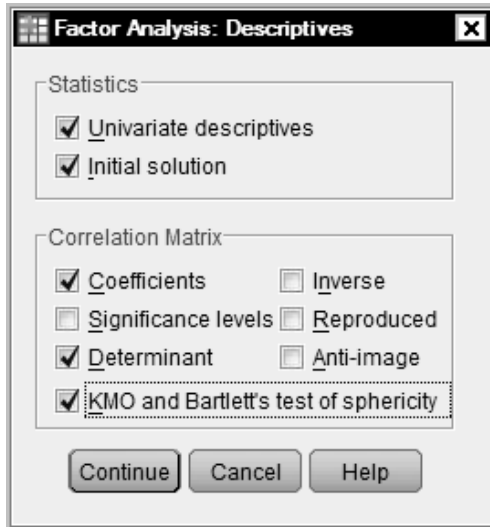 Factor Analysis: Descriptives
Statistics
Univariate descriptives
Initial solution
Correlation Matrix
Coefficients Inverse
Significance levels Reproduced
Determinant Anti-image
KMO and Bartlett's test of sphericity
Continue Cancel Help